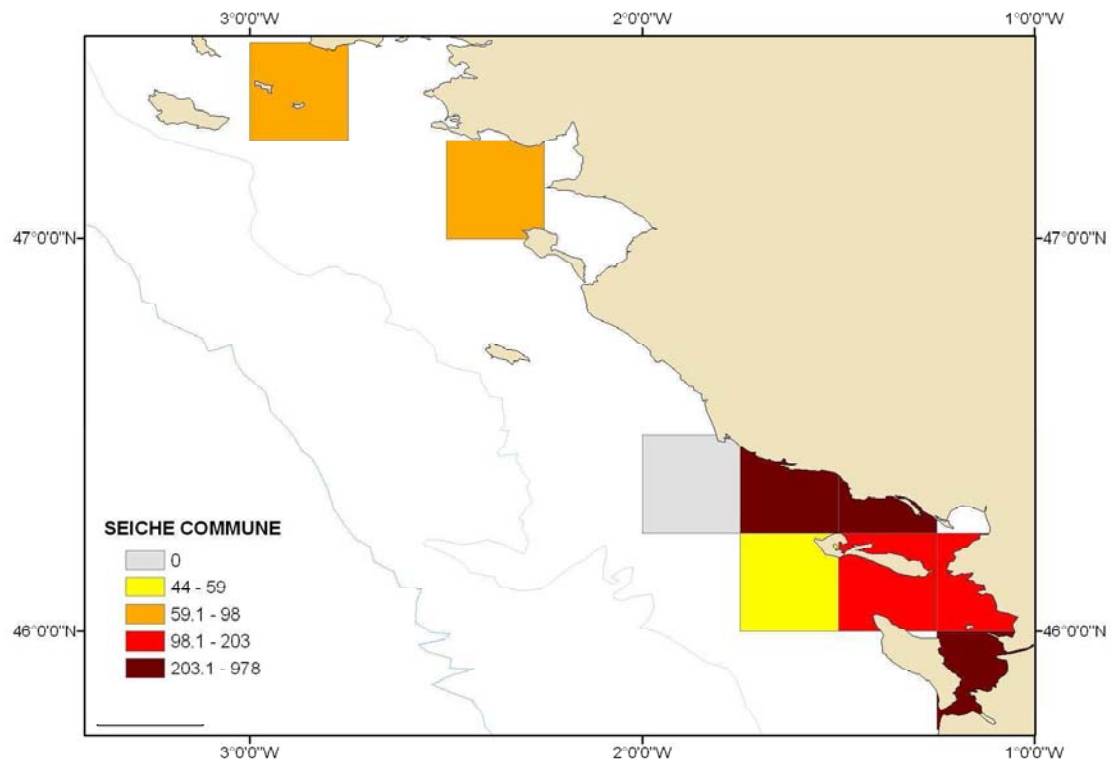 3°0'0"W 2°0'0"W 1°0'0"W
47°0'0"N 47°0'0"N
SEICHE COMMUNE
0
44 - 59
59.1 - 98
98.1 - 203
203.1 - 978
46°0'0"N 46°0'0"N
3°0'0"W 2°0'0"W 1°0'0"W